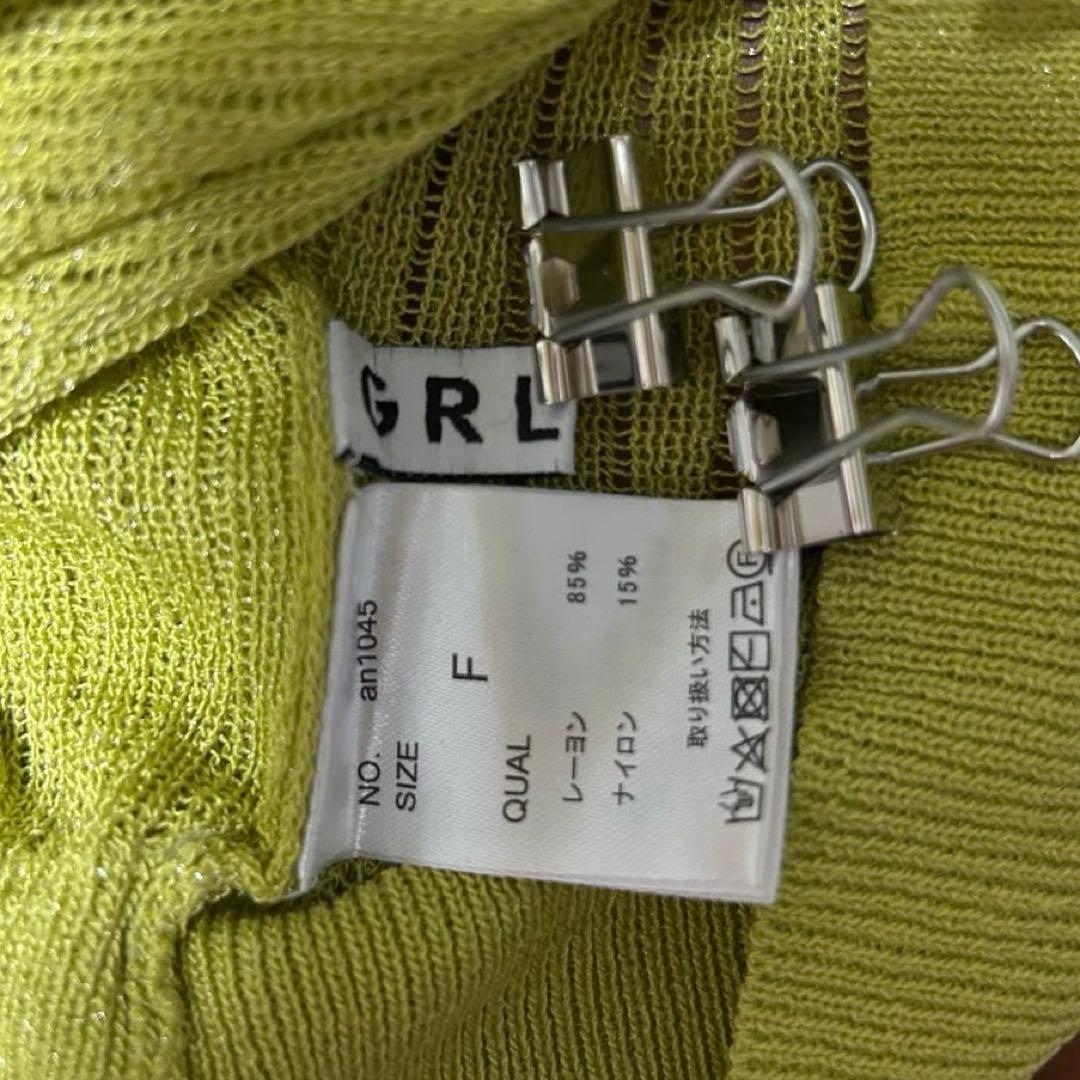 GRL
NO. an1045
SIZE
F
QUAL
レーヨン 85%
ナイロン 15%
取り扱い方法
F